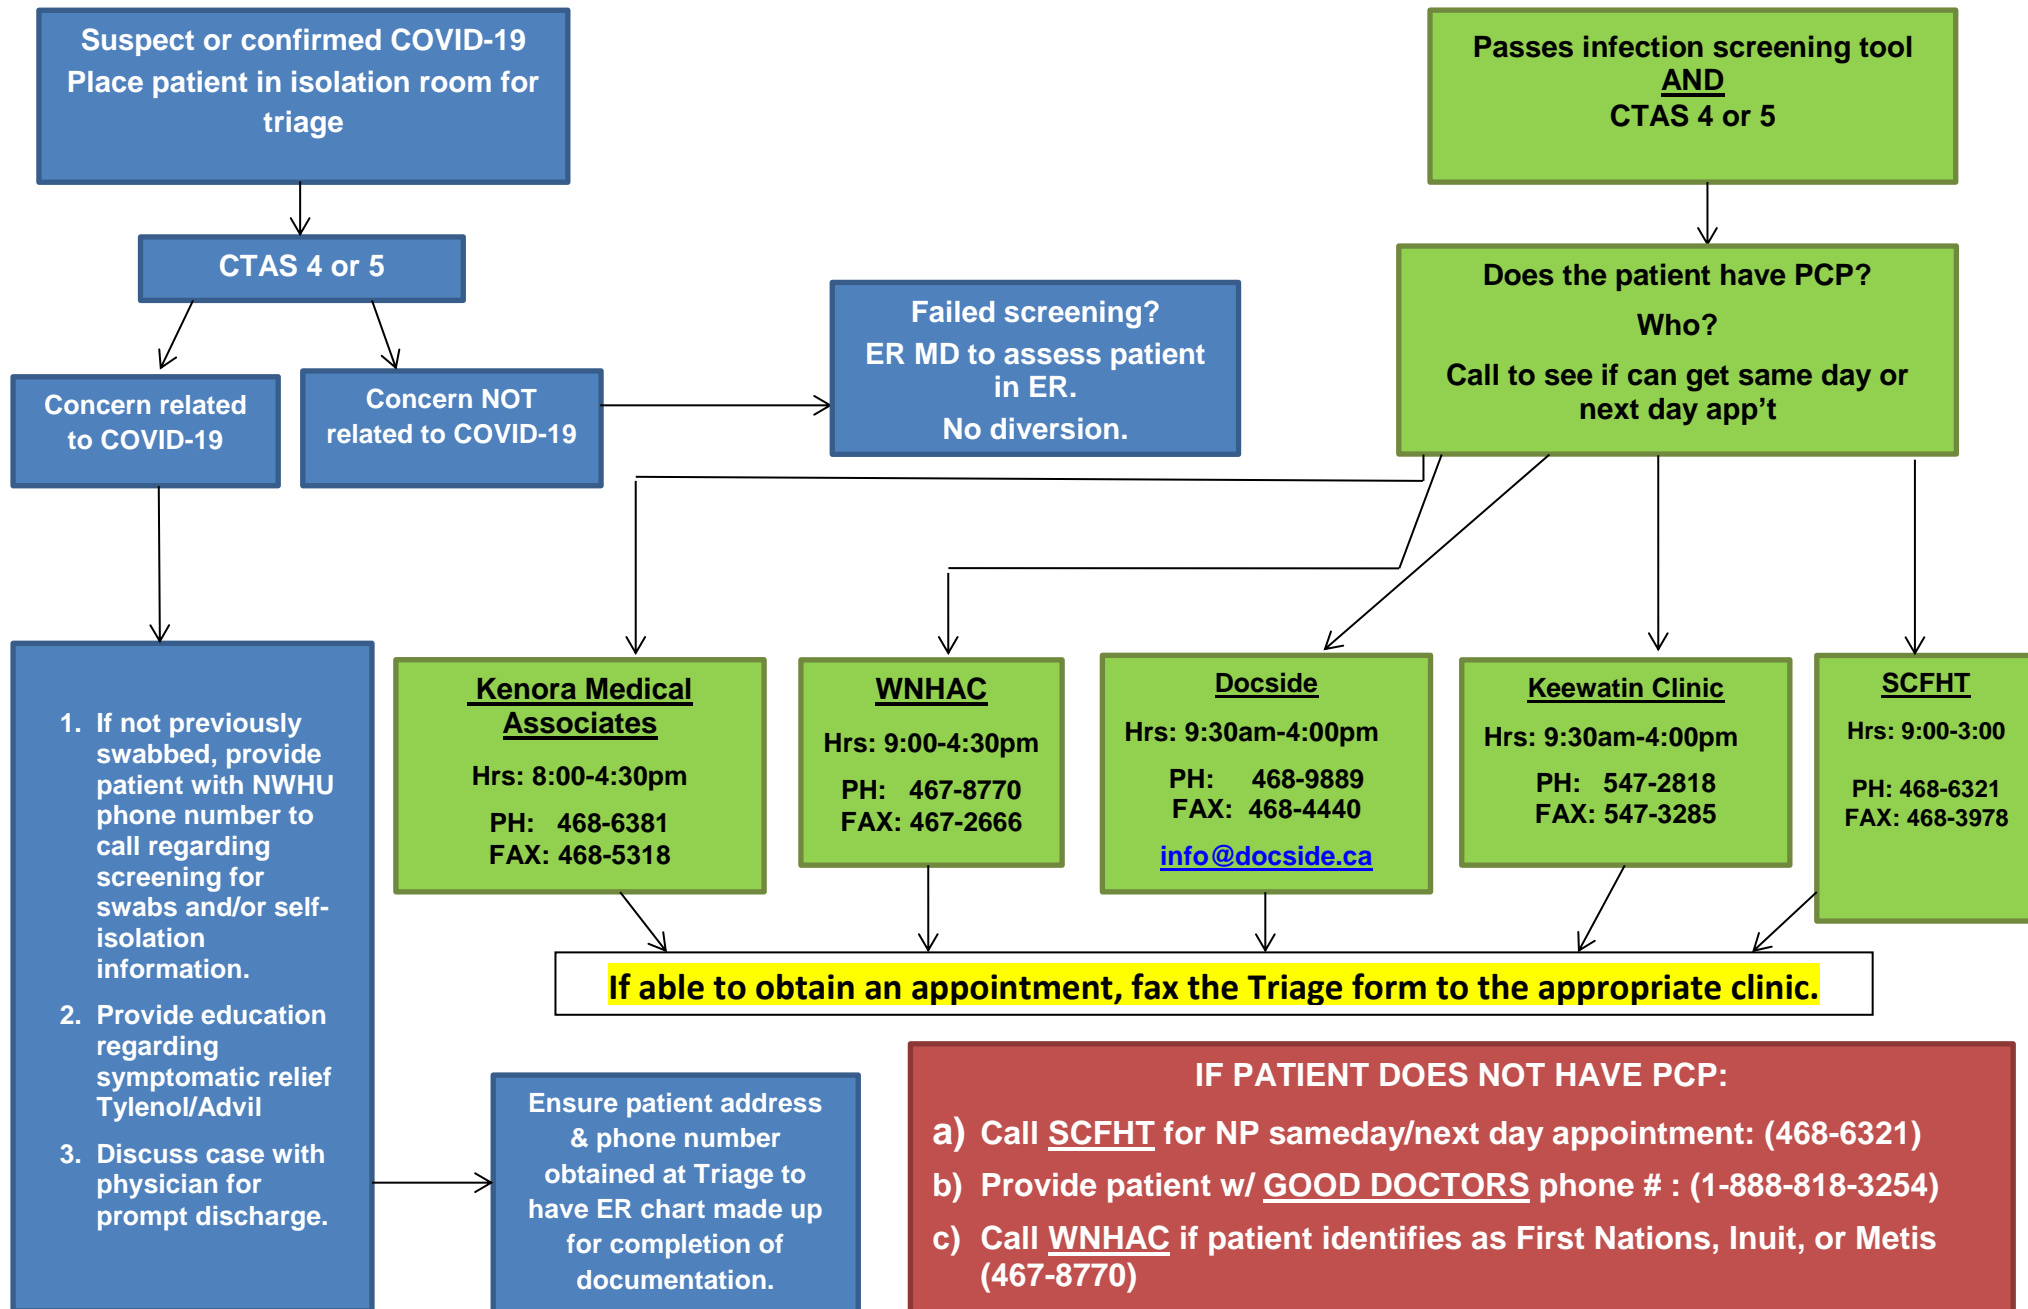 Suspect or confirmed COVID-19
Place patient in isolation room for
triage
Passes infection screening tool
AND
CTAS 4 or 5
CTAS 4 or 5
Does the patient have PCP?
Who?
Call to see if can get same day or
next day app’t
Failed screening?
ER MD to assess patient
in ER.
No diversion.
Concern related
to COVID-19
Concern NOT
related to COVID-19
1. If not previously
swabbed, provide
patient with NWHU
phone number to
call regarding
screening for
swabs and/or self-
isolation
information.
2. Provide education
regarding
symptomatic relief
Tylenol/Advil
3. Discuss case with
physician for
prompt discharge.
Kenora Medical
Associates
Hrs: 8:00-4:30pm
PH: 468-6381
FAX: 468-5318
WNHAC
Hrs: 9:00-4:30pm
PH: 467-8770
FAX: 467-2666
Docside
Hrs: 9:30am-4:00pm
PH: 468-9889
FAX: 468-4440
info@docside.ca
Keewatin Clinic
Hrs: 9:30am-4:00pm
PH: 547-2818
FAX: 547-3285
SCFHT
Hrs: 9:00-3:00
PH: 468-6321
FAX: 468-3978
If able to obtain an appointment, fax the Triage form to the appropriate clinic.
Ensure patient address
& phone number
obtained at Triage to
have ER chart made up
for completion of
documentation.
IF PATIENT DOES NOT HAVE PCP:
a) Call SCFHT for NP sameday/next day appointment: (468-6321)
b) Provide patient w/ GOOD DOCTORS phone # : (1-888-818-3254)
c) Call WNHAC if patient identifies as First Nations, Inuit, or Metis
(467-8770)